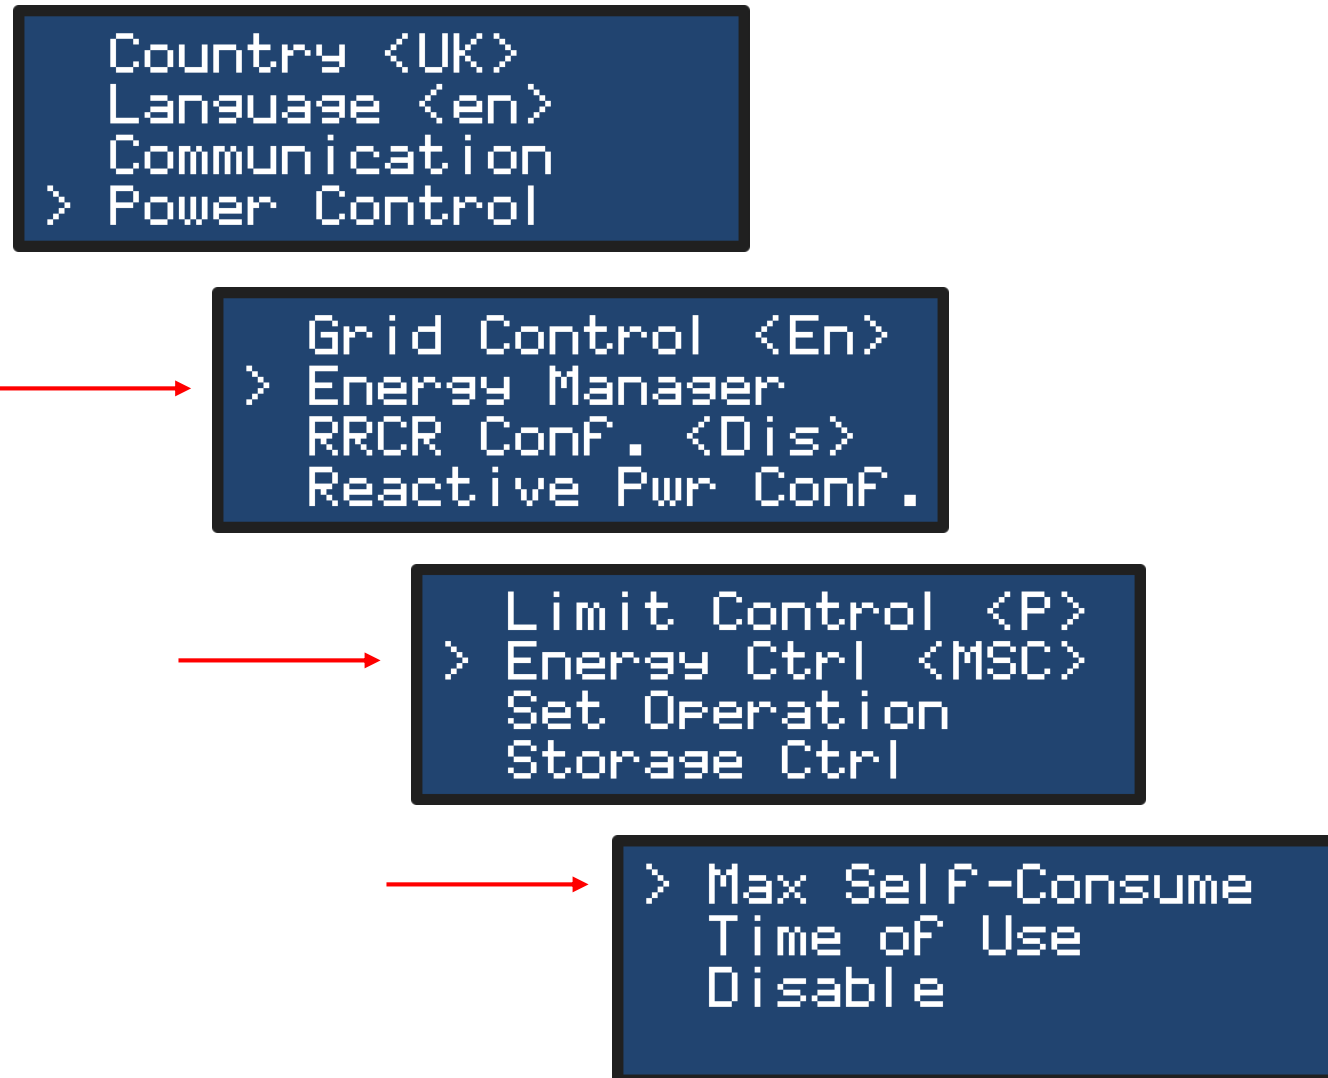 Country <UK>
Language <en>
Communication
> Power Control
Grid Control <En>
> Energy Manager
RRCR Conf. <Dis>
Reactive Pwr Conf.
Limit Control <P>
> Energy Ctrl <MSC>
Set Operation
Storage Ctrl
> Max Self-Consume
Time of Use
Disable